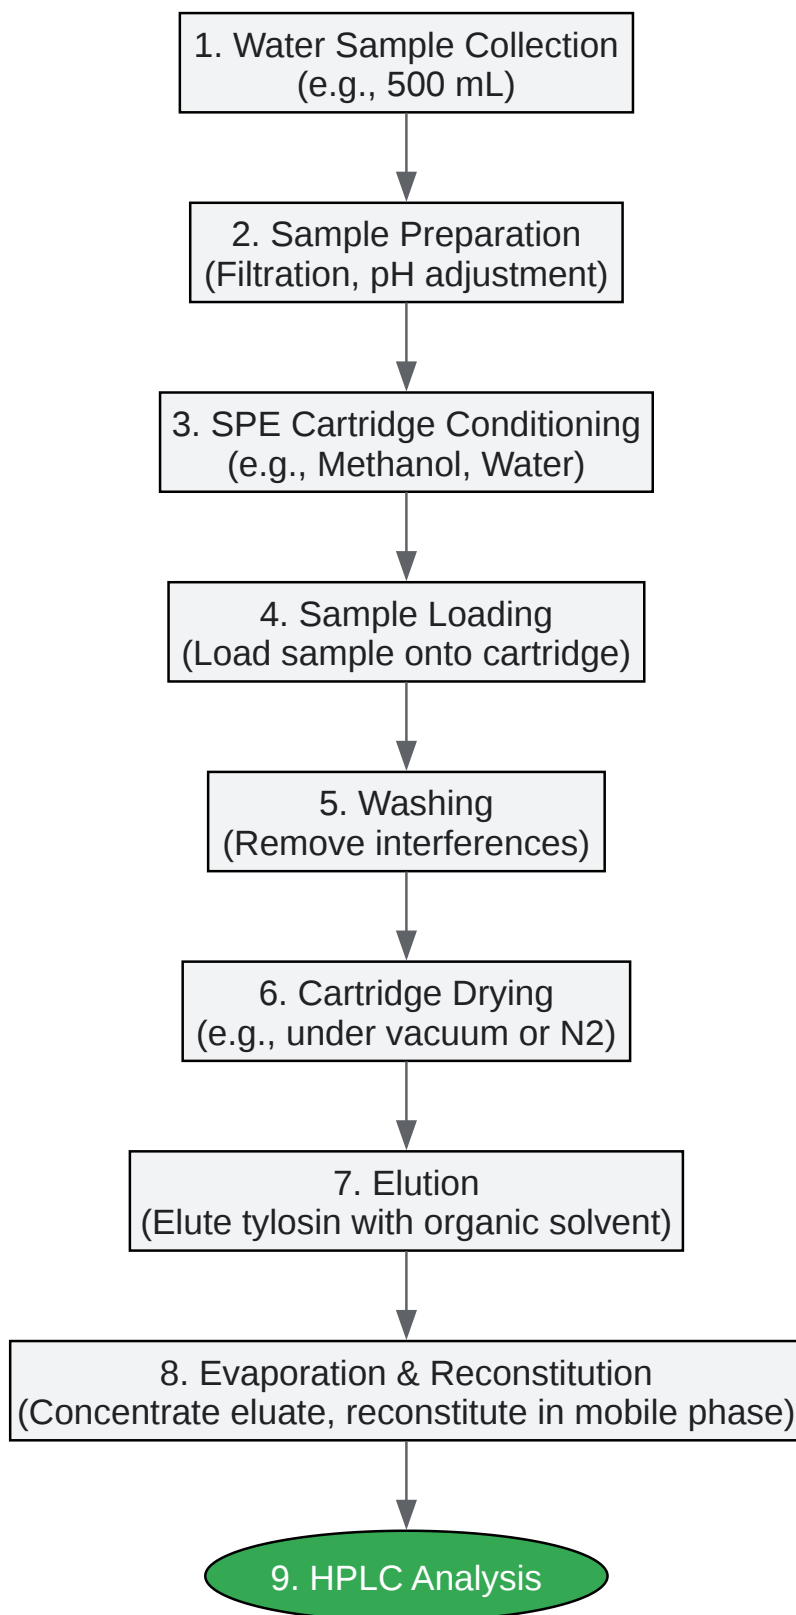 1. Water Sample Collection
(e.g., 500 mL)
2. Sample Preparation
(Filtration, pH adjustment)
3. SPE Cartridge Conditioning
(e.g., Methanol, Water)
4. Sample Loading
(Load sample onto cartridge)
5. Washing
(Remove interferences)
6. Cartridge Drying
(e.g., under vacuum or N2)
7. Elution
(Elute tylosin with organic solvent)
8. Evaporation & Reconstitution
(Concentrate eluate, reconstitute in mobile phase)
9. HPLC Analysis